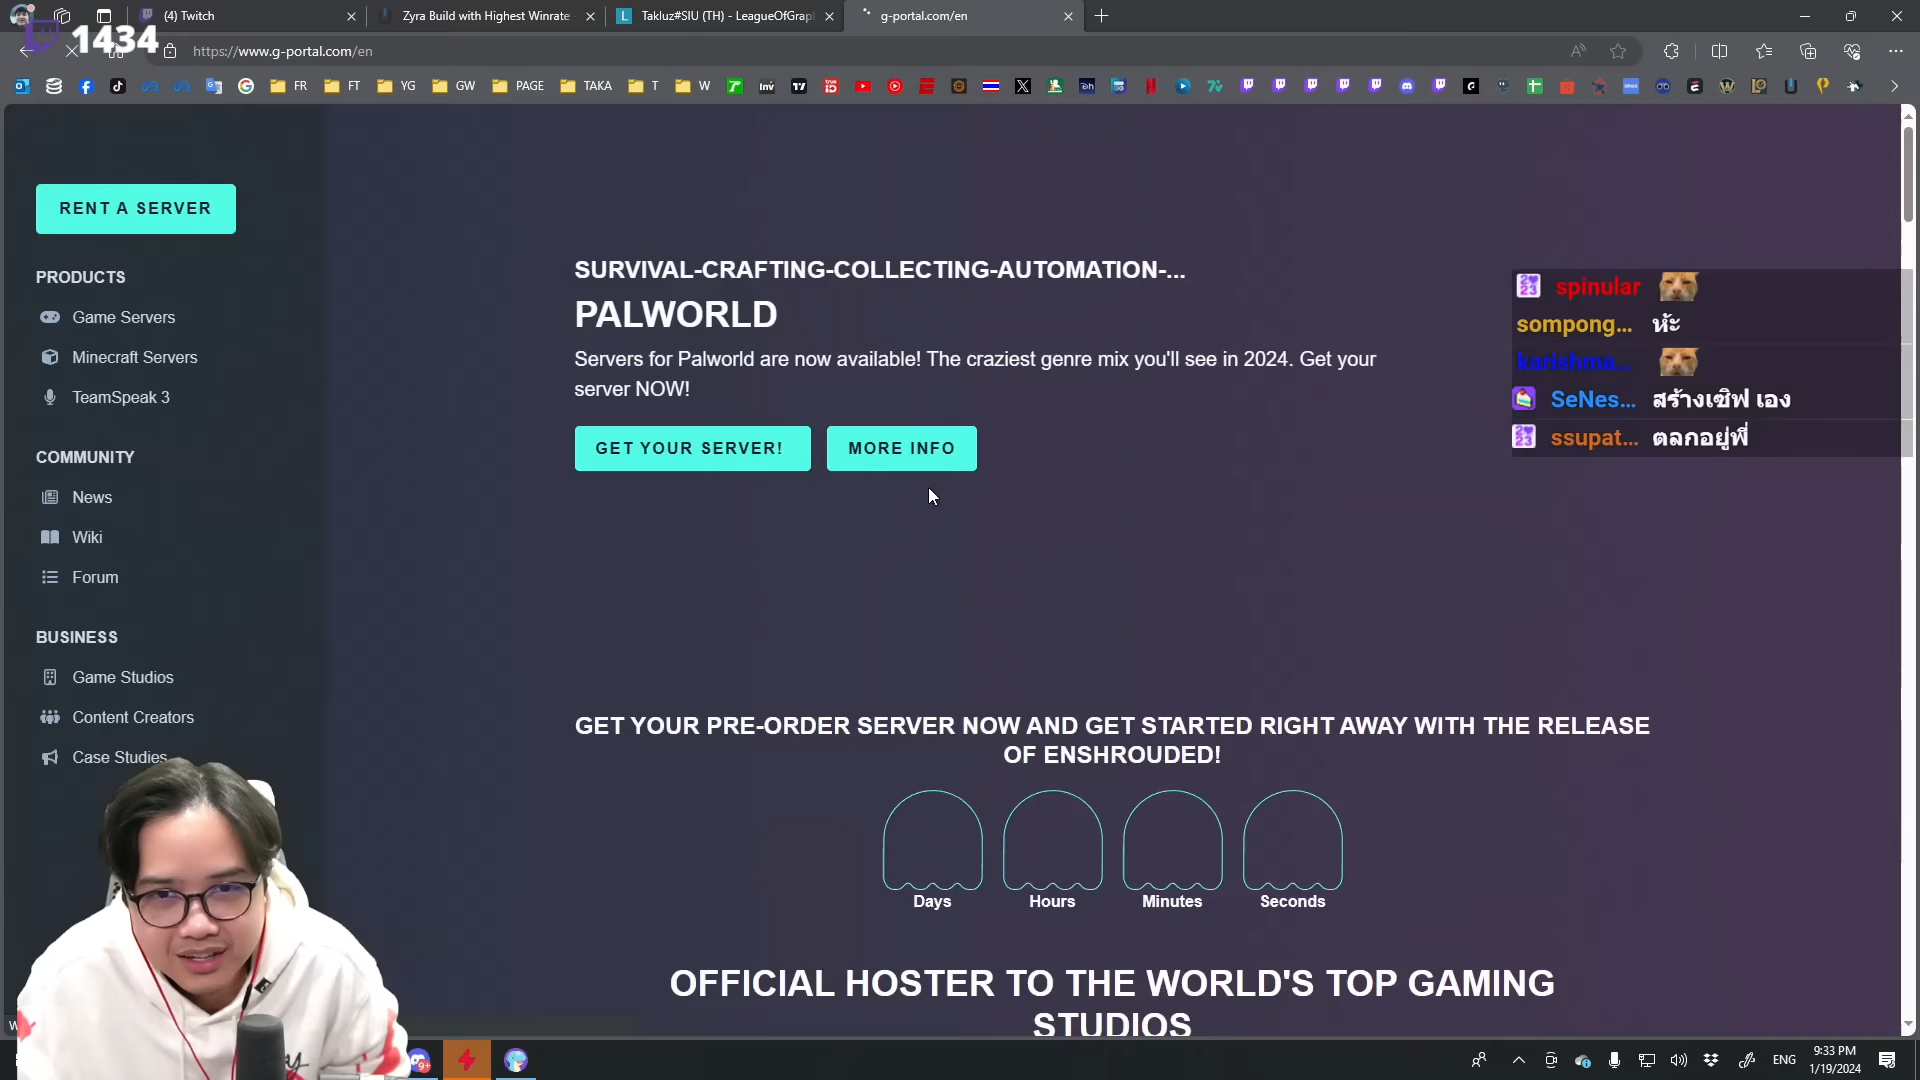 (4) Twitch
Zyra Build with Highest Winrate
Takluz#SIU (TH) - LeagueOfGrap
g-portal.com/en
1434
https://www.g-portal.com/en
FR
FT
YG
GW
PAGE
TAKA
T
W
RENT A SERVER
PRODUCTS
Game Servers
Minecraft Servers
TeamSpeak 3
COMMUNITY
News
Wiki
Forum
BUSINESS
Game Studios
Content Creators
Case Studies
SURVIVAL-CRAFTING-COLLECTING-AUTOMATION-...
PALWORLD
Servers for Palworld are now available! The craziest genre mix you'll see in 2024. Get your
server NOW!
GET YOUR SERVER!
MORE INFO
spinular
sompong... ห้ะ
karishma...
SeNes... สร้างเซิฟ เอง
ssupat... ตลกอยู่พี่
GET YOUR PRE-ORDER SERVER NOW AND GET STARTED RIGHT AWAY WITH THE RELEASE
OF ENSHROUDED!
Days
Hours
Minutes
Seconds
OFFICIAL HOSTER TO THE WORLD'S TOP GAMING
STUDIOS
9+
ENG
9:33 PM
1/19/2024